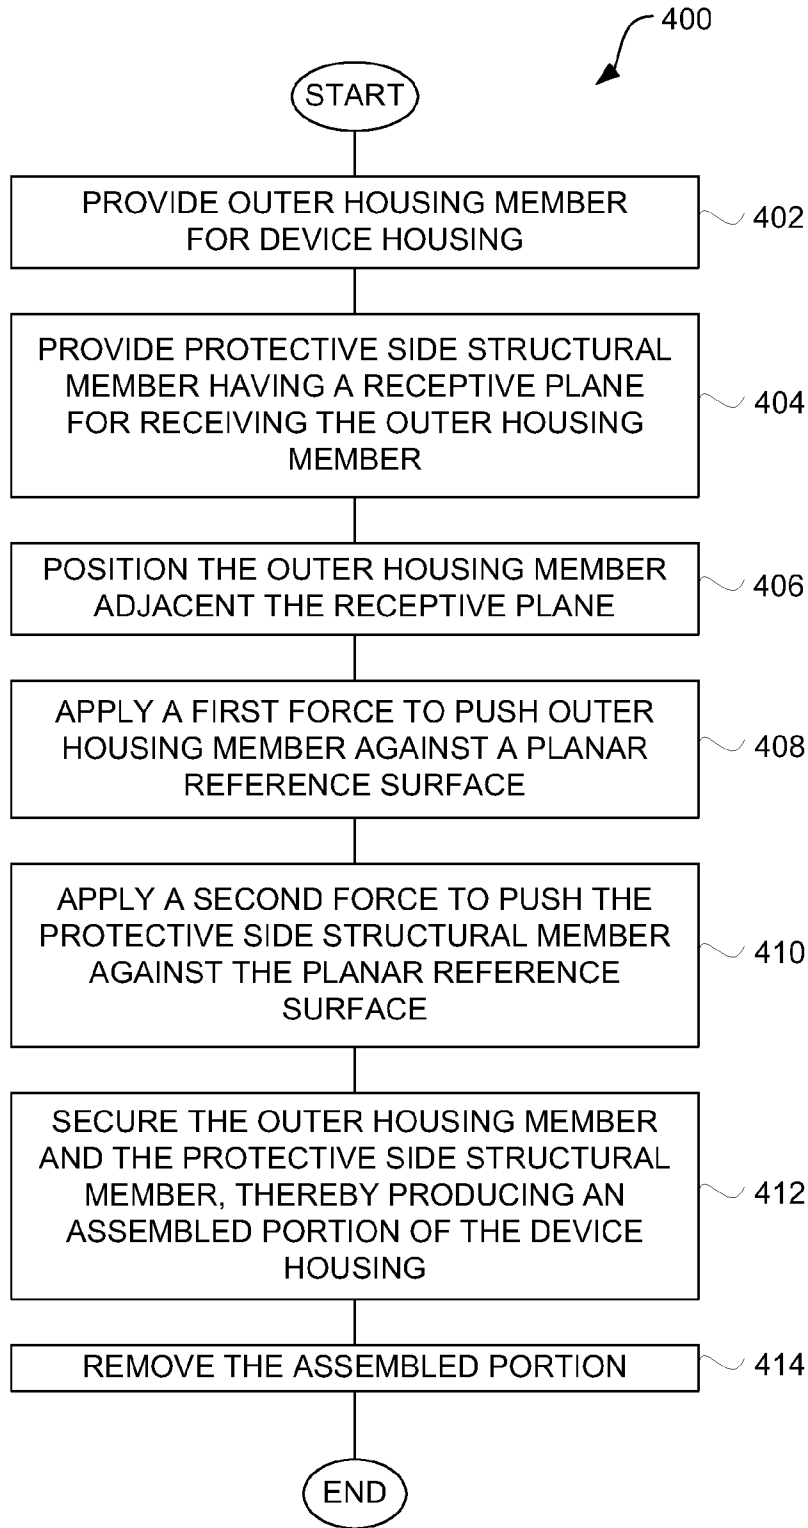 400
START
PROVIDE OUTER HOUSING MEMBER
FOR DEVICE HOUSING
402
PROVIDE PROTECTIVE SIDE STRUCTURAL
MEMBER HAVING A RECEPTIVE PLANE
FOR RECEIVING THE OUTER HOUSING
MEMBER
404
POSITION THE OUTER HOUSING MEMBER
ADJACENT THE RECEPTIVE PLANE
406
APPLY A FIRST FORCE TO PUSH OUTER
HOUSING MEMBER AGAINST A PLANAR
REFERENCE SURFACE
408
APPLY A SECOND FORCE TO PUSH THE
PROTECTIVE SIDE STRUCTURAL MEMBER
AGAINST THE PLANAR REFERENCE
SURFACE
410
SECURE THE OUTER HOUSING MEMBER
AND THE PROTECTIVE SIDE STRUCTURAL
MEMBER, THEREBY PRODUCING AN
ASSEMBLED PORTION OF THE DEVICE
HOUSING
412
REMOVE THE ASSEMBLED PORTION
414
END